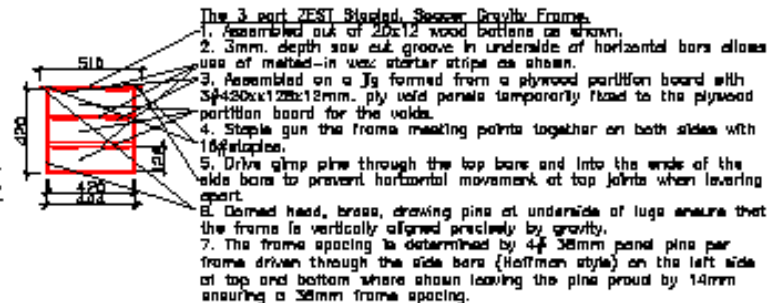 The 3 part ZEST Stapled, Spacer Gravity Frame.
1. Assembled out of 20x12 wood battens as shown.
2. 3mm. depth saw cut groove in underside of horizontal bars allows
use of melted-in wax starter strips as shown.
3. Assembled on a Jg formed from a plywood partition board with
3#420xx128x12mm. ply void panels temporarily fixed to the plywood
partition board for the voids.
4. Staple gun the frame meeting points together on both sides with
16#staples.
5. Drive gimp pins through the top bars and into the ends of the
side bars to prevent horizontal movement at top joints when levering
apart.
6. Domed head, brass, drawing pins at underside of lugs ensure that
the frame is vertically aligned precisely by gravity.
7. The frame spacing is determined by 4# 38mm panel pins per
frame driven through the side bars (Hoffman style) on the left side
at top and bottom where shown leaving the pins proud by 14mm
ensuring a 38mm frame spacing.
510
420
128
420